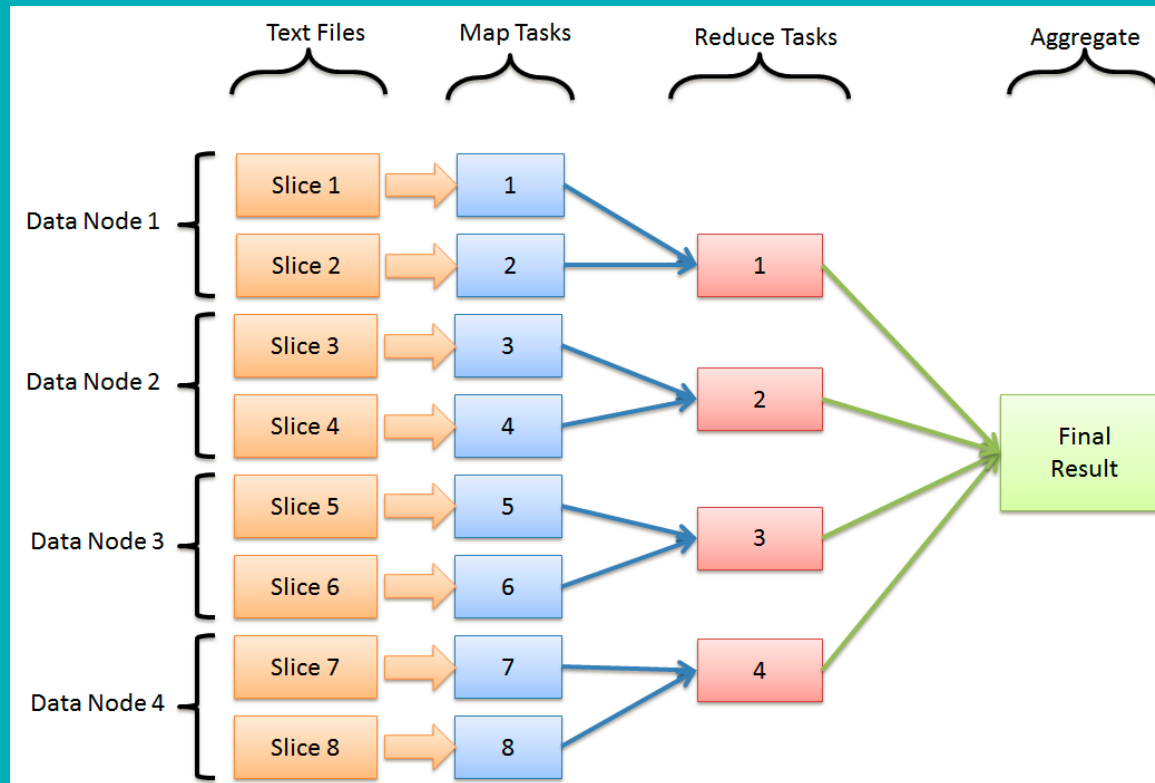 Text Files
Map Tasks
Reduce Tasks
Aggregate
Data Node 1
Slice 1
1
Slice 2
2
1
Data Node 2
Slice 3
3
Slice 4
4
2
Data Node 3
Slice 5
5
Slice 6
6
3
Data Node 4
Slice 7
7
Slice 8
8
4
Final
Result